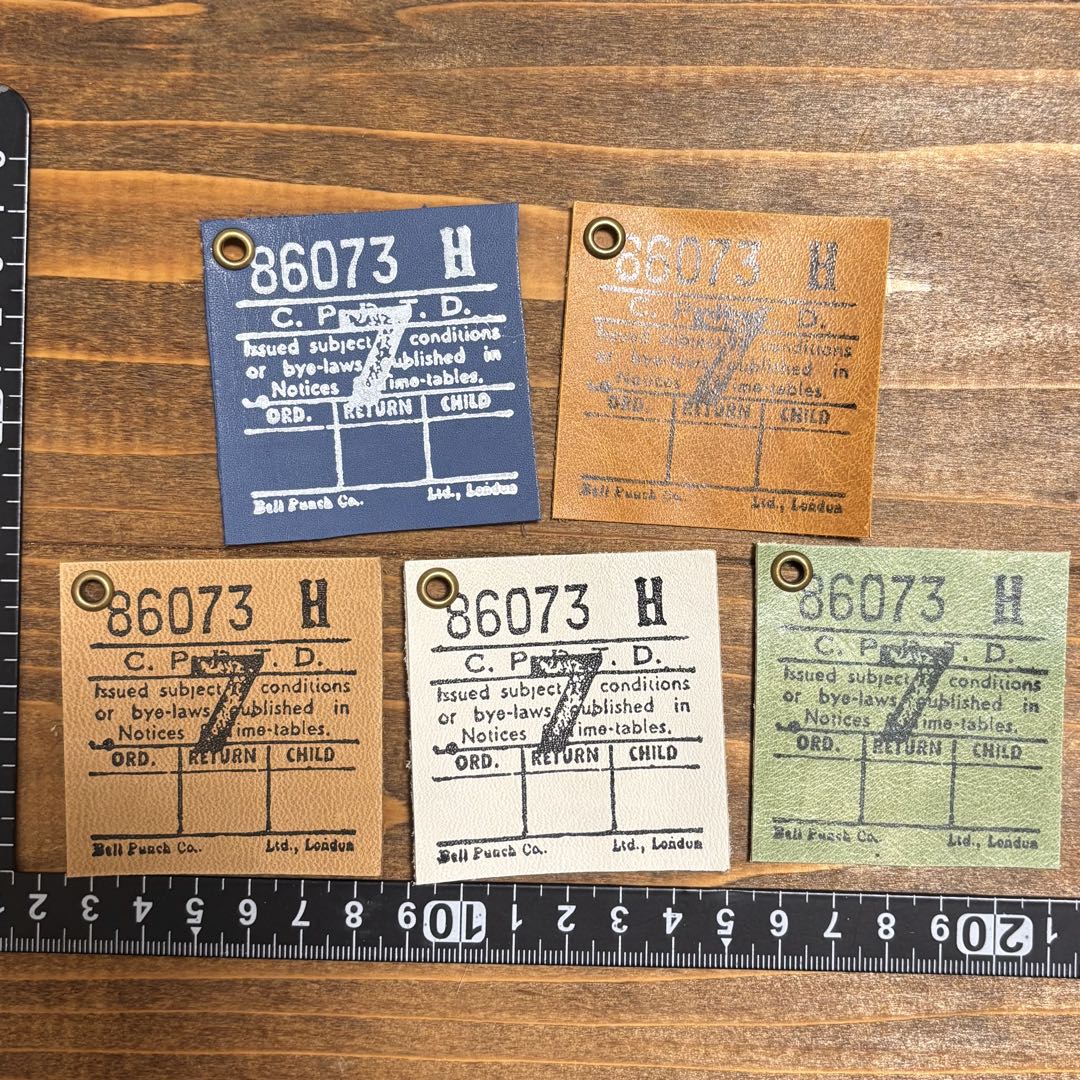 86073 H
C. P. R. T. D.
7
Issued subject conditions
or bye-laws published in
Notices ime-tables.
ORD. RETURN CHILD
Bell Punch Co. Ltd., London
86073 H
C. P. D.
7
Issued subject conditions
or bye-laws published in
Notices ime-tables.
ORD. RETURN CHILD
Bell Punch Co. Ltd., London
86073 H
C. P. R. T. D.
7
Issued subject conditions
or bye-laws published in
Notices ime-tables.
ORD. RETURN CHILD
Bell Punch Co. Ltd., London
86073 H
C. P. R. T. D.
7
Issued subject conditions
or bye-laws published in
Notices ime-tables.
ORD. RETURN CHILD
Bell Punch Co. Ltd., London
86073 H
C. P. R. T. D.
7
Issued subject conditions
or bye-laws published in
Notices ime-tables.
ORD. RETURN CHILD
Bell Punch Co. Ltd., London
2 3 4 5 6 7 8 9 10 1 2 3 4 5 6 7 8 9 20 1